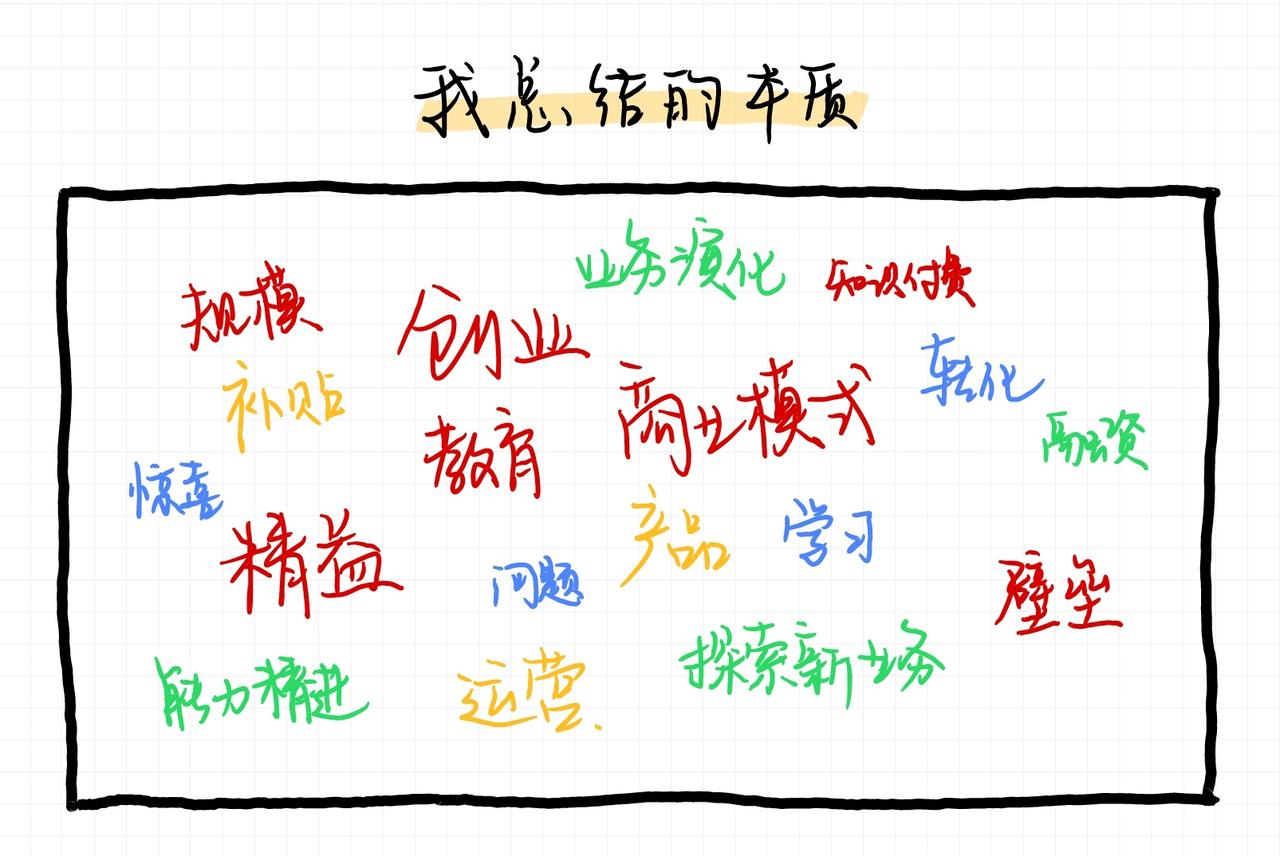 我总结的本质
业务演化
知识付费
规模
创业
转化
补贴
商业模式
教育
融资
惊喜
精益
问题
产品
学习
壁垒
能力精进
运营.
探索新业务